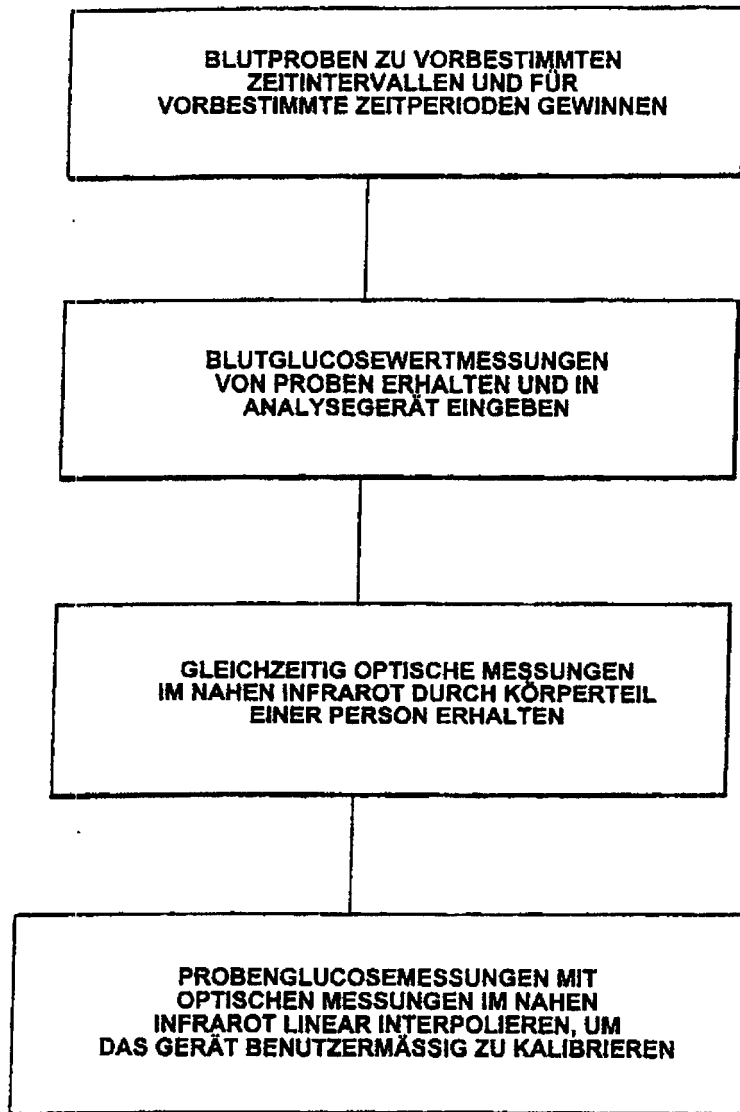 BLUTPROBEN ZU VORBESTIMMTEN
ZEITINTERVALLEN UND FÜR
VORBESTIMMTE ZEITPERIODEN GEWINNEN
BLUTGLUCOSEWERTMESSUNGEN
VON PROBEN ERHALTEN UND IN
ANALYSEGERÄT EINGEBEN
GLEICHZEITIG OPTISCHE MESSUNGEN
IM NAHEN INFRAROT DURCH KÖRPERTEIL
EINER PERSON ERHALTEN
PROBENGLUCOSEMESSUNGEN MIT
OPTISCHEN MESSUNGEN IM NAHEN
INFRAROT LINEAR INTERPOLIEREN, UM
DAS GERÄT BENUTZERMÄSSIG ZU KALIBRIEREN